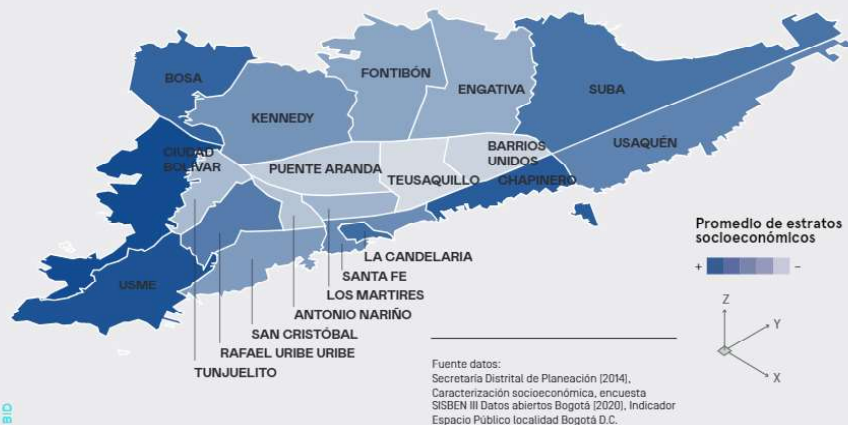 BOSA
FONTIBÓN
ENGATIVA
SUBA
KENNEDY
USAQUÉN
CIUDAD
BOLÍVAR
BARRIOS
UNIDOS
PUENTE ARANDA
TEUSAQUILLO
CHAPINERO
USME
LA CANDELARIA
SANTA FE
LOS MARTIRES
ANTONIO NARIÑO
SAN CRISTÓBAL
RAFAEL URIBE URIBE
TUNJUELITO
Promedio de estratos
socioeconómicos
+ -
Z
Y
X
Fuente datos:
Secretaría Distrital de Planeación (2014),
Caracterización socioeconómica, encuesta
SISBEN III Datos abiertos Bogotá (2020), Indicador
Espacio Público localidad Bogotá D.C.
BID